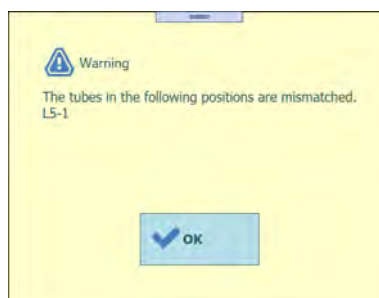 Warning
The tubes in the following positions are mismatched.
L5-1
OK